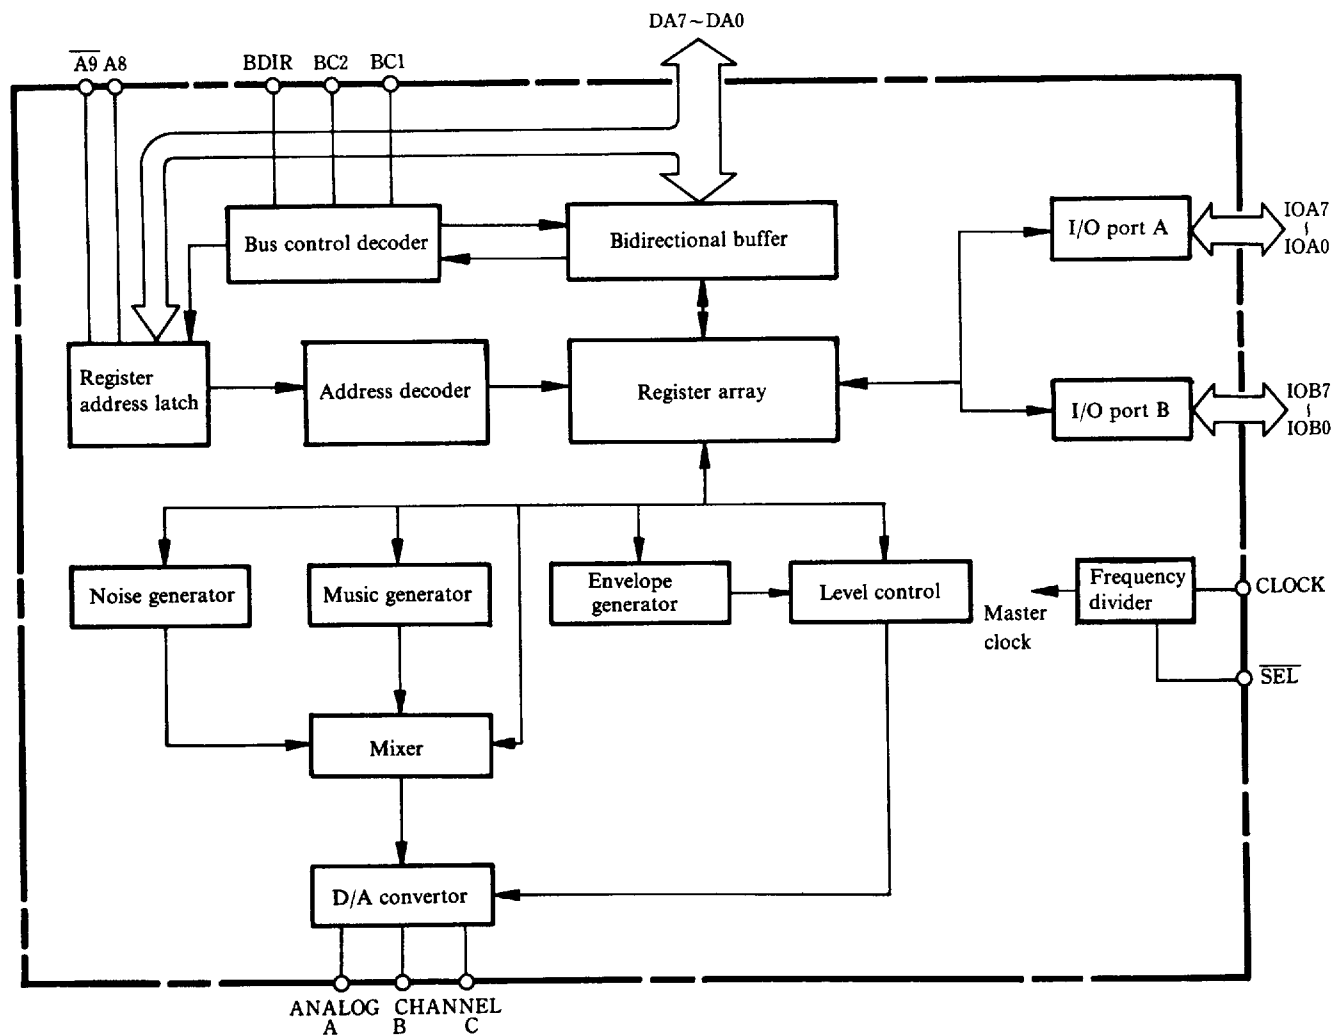 DA7~DA0
A9 A8
BDIR
BC2
BC1
Bus control decoder
Bidirectional buffer
I/O port A
IOA7
~
IOA0
Register
address latch
Address decoder
Register array
I/O port B
IOB7
~
IOB0
Noise generator
Music generator
Envelope
generator
Level control
Frequency
divider
CLOCK
Master
clock
SEL
Mixer
D/A convertor
ANALOG CHANNEL
A B C